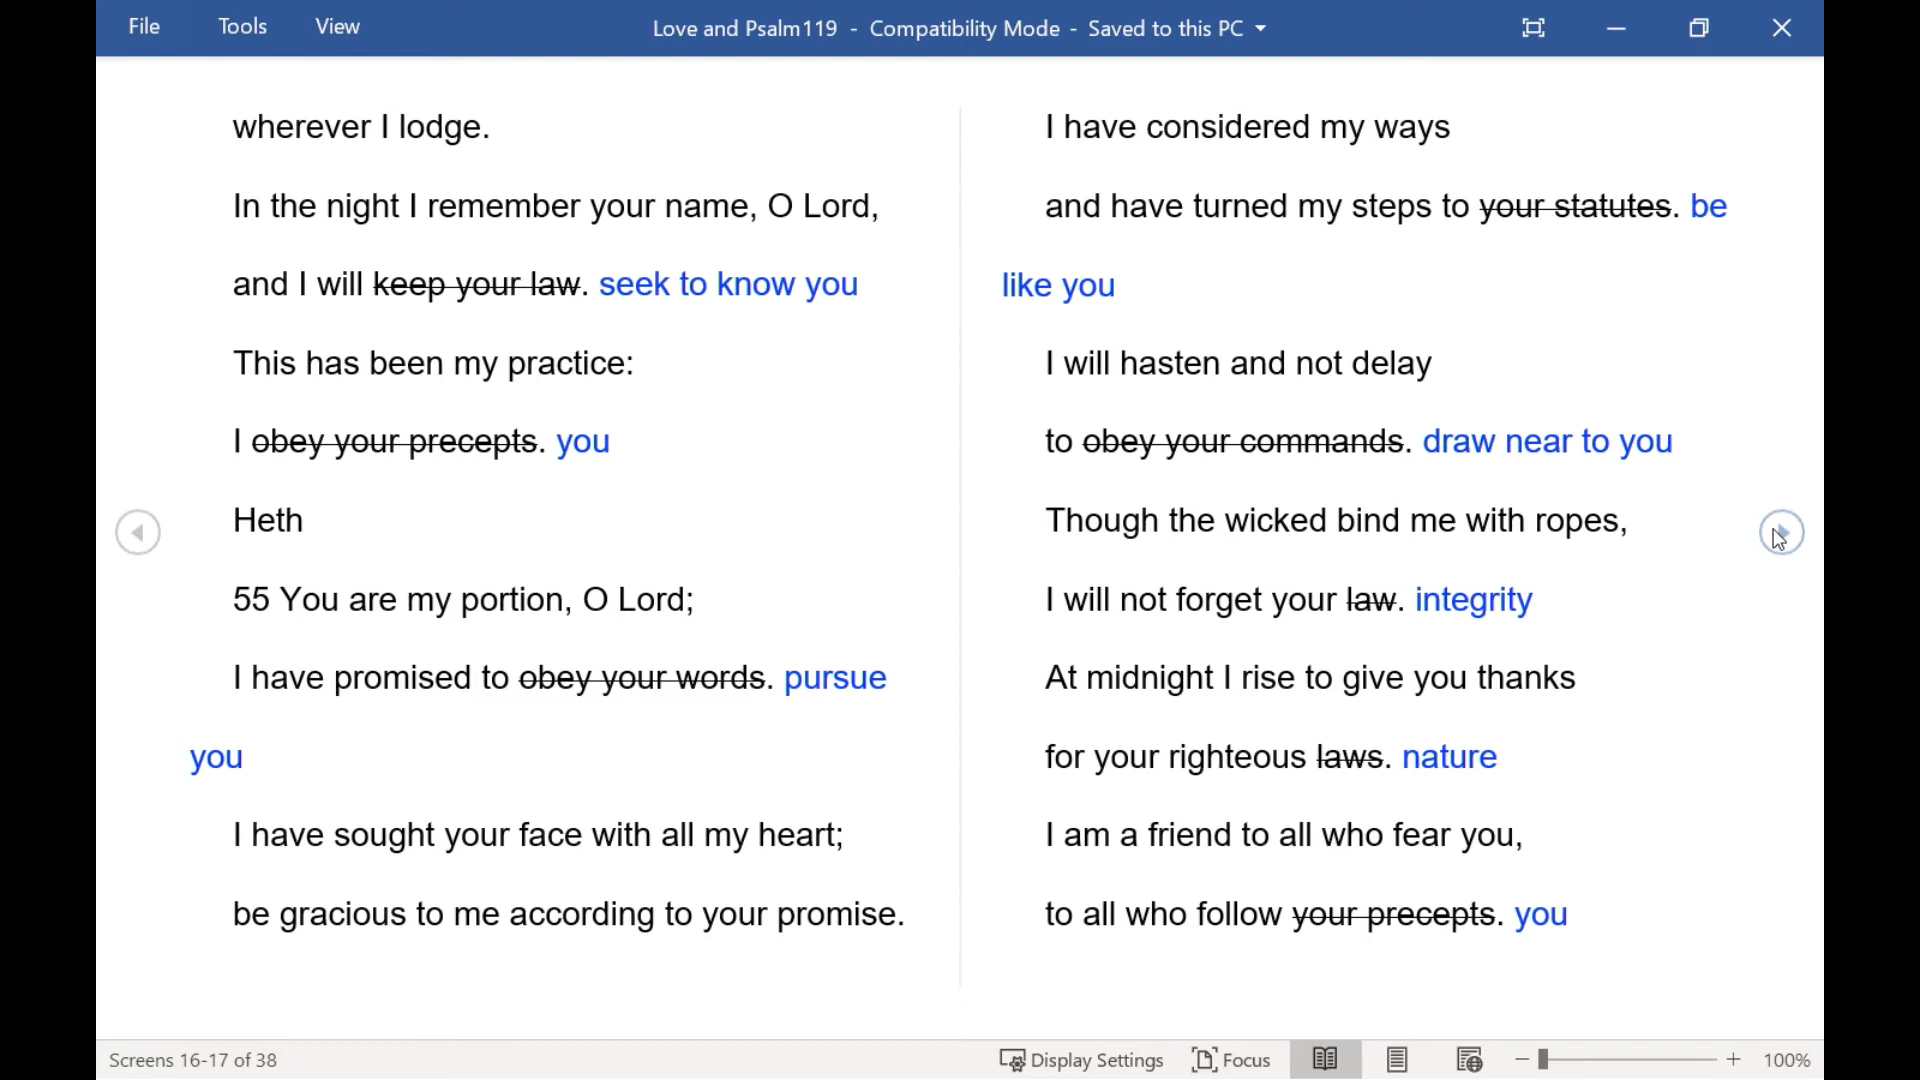 File Tools View Love and Psalm119 - Compatibility Mode - Saved to this PC
wherever I lodge.
In the night I remember your name, O Lord,
and I will keep your law. seek to know you
This has been my practice:
I obey your precepts. you
Heth
55 You are my portion, O Lord;
I have promised to obey your words. pursue
you
I have sought your face with all my heart;
be gracious to me according to your promise.
I have considered my ways
and have turned my steps to your statutes. be
like you
I will hasten and not delay
to obey your commands. draw near to you
Though the wicked bind me with ropes,
I will not forget your law. integrity
At midnight I rise to give you thanks
for your righteous laws. nature
I am a friend to all who fear you,
to all who follow your precepts. you
Screens 16-17 of 38 Display Settings Focus 100%